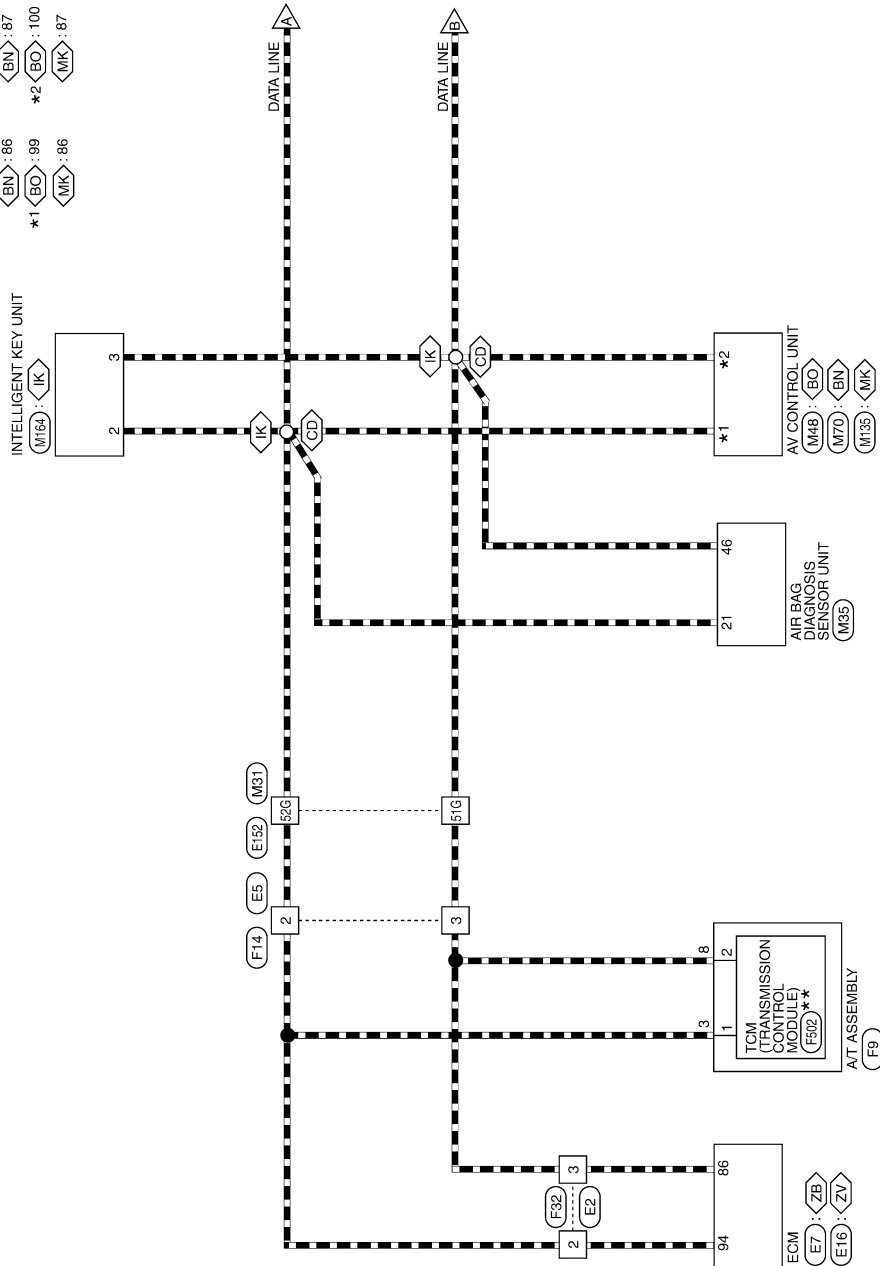 BN : 86
*1 BO : 99
MK : 86
BN : 87
*2 BO : 100
MK : 87
INTELLIGENT KEY UNIT
M164 : IK
2
3
DATA LINE
A
DATA LINE
B
IK
CD
IK
CD
*1
*2
AV CONTROL UNIT
M48 : BO
M70 : BN
M135 : MK
21
46
AIR BAG
DIAGNOSIS
SENSOR UNIT
M35
M31
52G
51G
E152
E5
2
3
F14
3
8
1
2
TCM
(TRANSMISSION
CONTROL
MODULE)
F502 **
A/T ASSEMBLY
F9
F32
2
3
E2
94
86
ECM
E7 : ZB
E16 : ZV